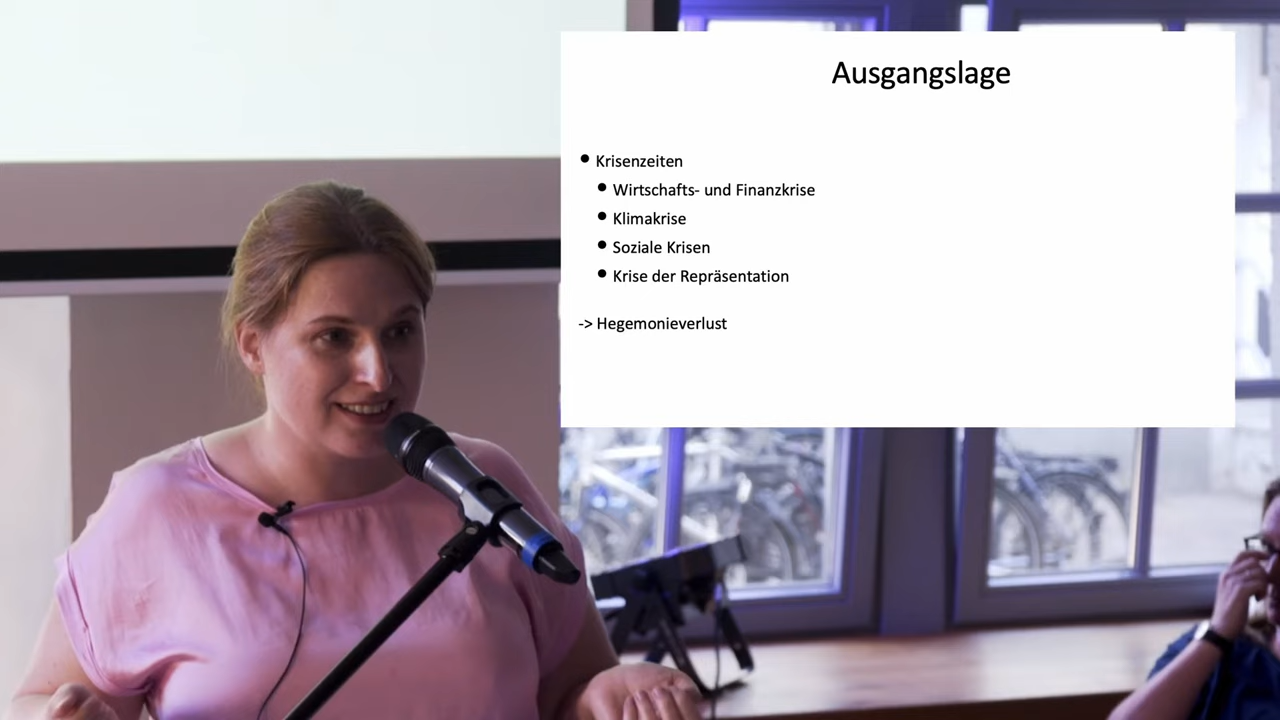 Ausgangslage
• Krisenzeiten
• Wirtschafts- und Finanzkrise
• Klimakrise
• Soziale Krisen
• Krise der Repräsentation
-> Hegemonieverlust